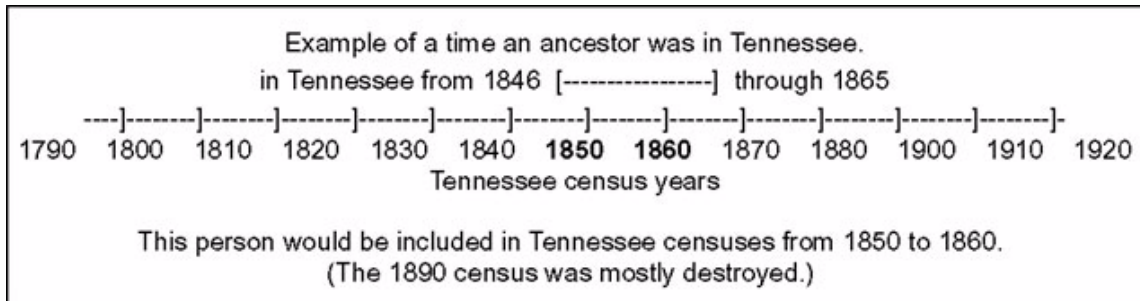 Example of a time an ancestor was in Tennessee.
in Tennessee from 1846 [-----------------] through 1865
----]--------]--------]--------]--------]--------]--------]--------]--------]--------]--------]--------]--------]-
1790 1800 1810 1820 1830 1840 1850 1860 1870 1880 1900 1910 1920
Tennessee census years
This person would be included in Tennessee censuses from 1850 to 1860.
(The 1890 census was mostly destroyed.)